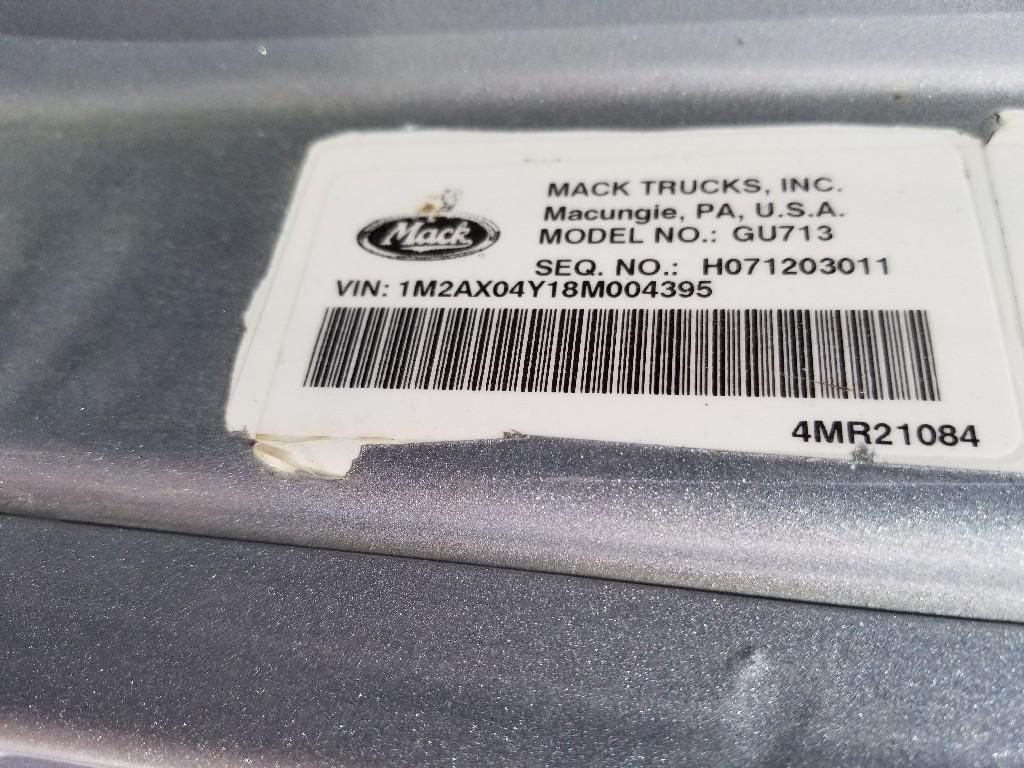 Mack
MACK TRUCKS, INC.
Macungie, PA, U.S.A.
MODEL NO.: GU713
SEQ. NO.: H071203011
VIN: 1M2AX04Y18M004395
4MR21084